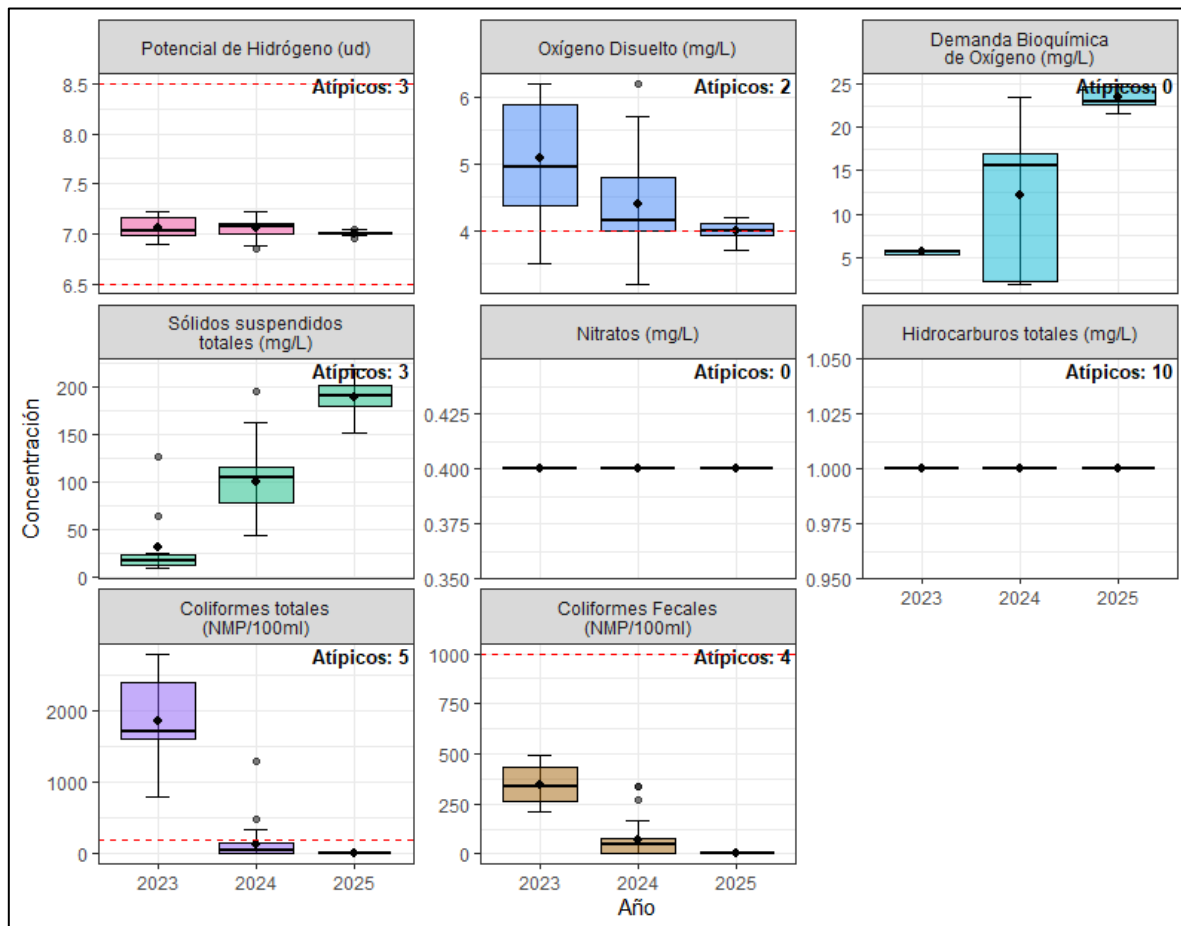 Potencial de Hidrógeno (ud)
Oxígeno Disuelto (mg/L)
Demanda Bioquímica
de Oxígeno (mg/L)
Atípicos: 3
8.5
8.0
7.5
7.0
6.5
Atípicos: 2
6
5
4
Atípicos: 0
25
20
15
10
5
Sólidos suspendidos
totales (mg/L)
Nitratos (mg/L)
Hidrocarburos totales (mg/L)
Atípicos: 3
200
150
100
50
0
Atípicos: 0
0.425
0.400
0.375
0.350
Atípicos: 10
1.050
1.025
1.000
0.975
0.950
2023
2024
2025
Coliformes totales
(NMP/100ml)
Coliformes Fecales
(NMP/100ml)
Atípicos: 5
2000
1000
0
2023
2024
2025
Atípicos: 4
1000
750
500
250
0
2023
2024
2025
Concentración
Año